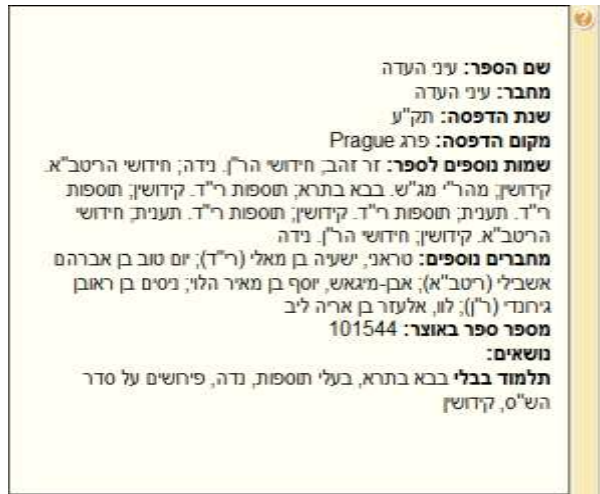 שם הספר: עיני העדה
מחבר: עיני העדה
שנת הדפסה: תק"ע
מקום הדפסה: פרג Prague
שמות נוספים לספר: זר זהב; חידושי הר"ן. נידה; חידושי הריטב"א.
קידושין; מהר"י מג"ש. בבא בתרא; תוספות רי"ד. קידושין; תוספות
רי"ד. תענית; תוספות רי"ד. קידושין; תוספות רי"ד. תענית; חידושי
הריטב"א. קידושין; חידושי הר"ן. נידה
מחברים נוספים: טראני, ישעיה בן מאלי (רי"ד); יום טוב בן אברהם
אשבילי (ריטב"א); אבן-מיגאש, יוסף בן מאיר הלוי; ניסים בן ראובן
גירונדי (ר"ן); לוו, אלעזר בן אריה ליב
מספר ספר באוצר: 101544
נושאים:
תלמוד בבלי בבא בתרא, בעלי תוספות, נדה, פירושים על סדר
הש"ס, קידושין
?